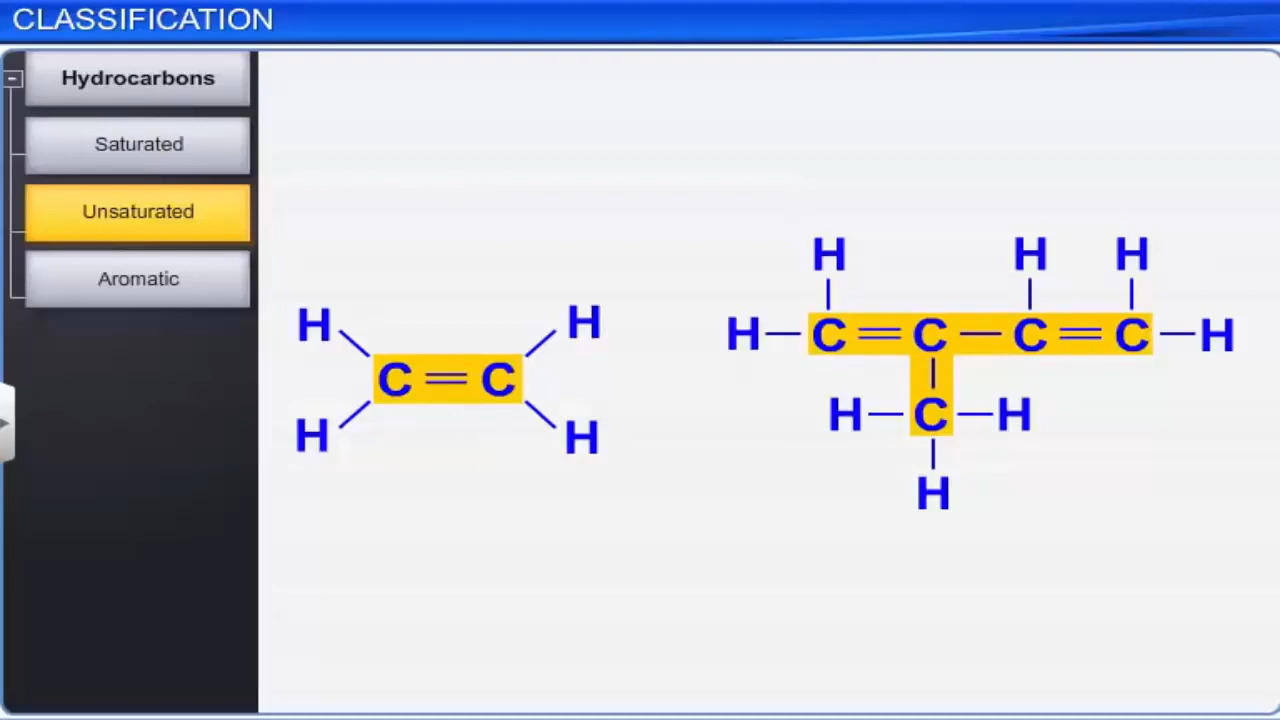 CLASSIFICATION
Hydrocarbons
Saturated
Unsaturated
Aromatic
H H
C = C
H H
H H H
H — C = C — C = C — H
H — C — H
H